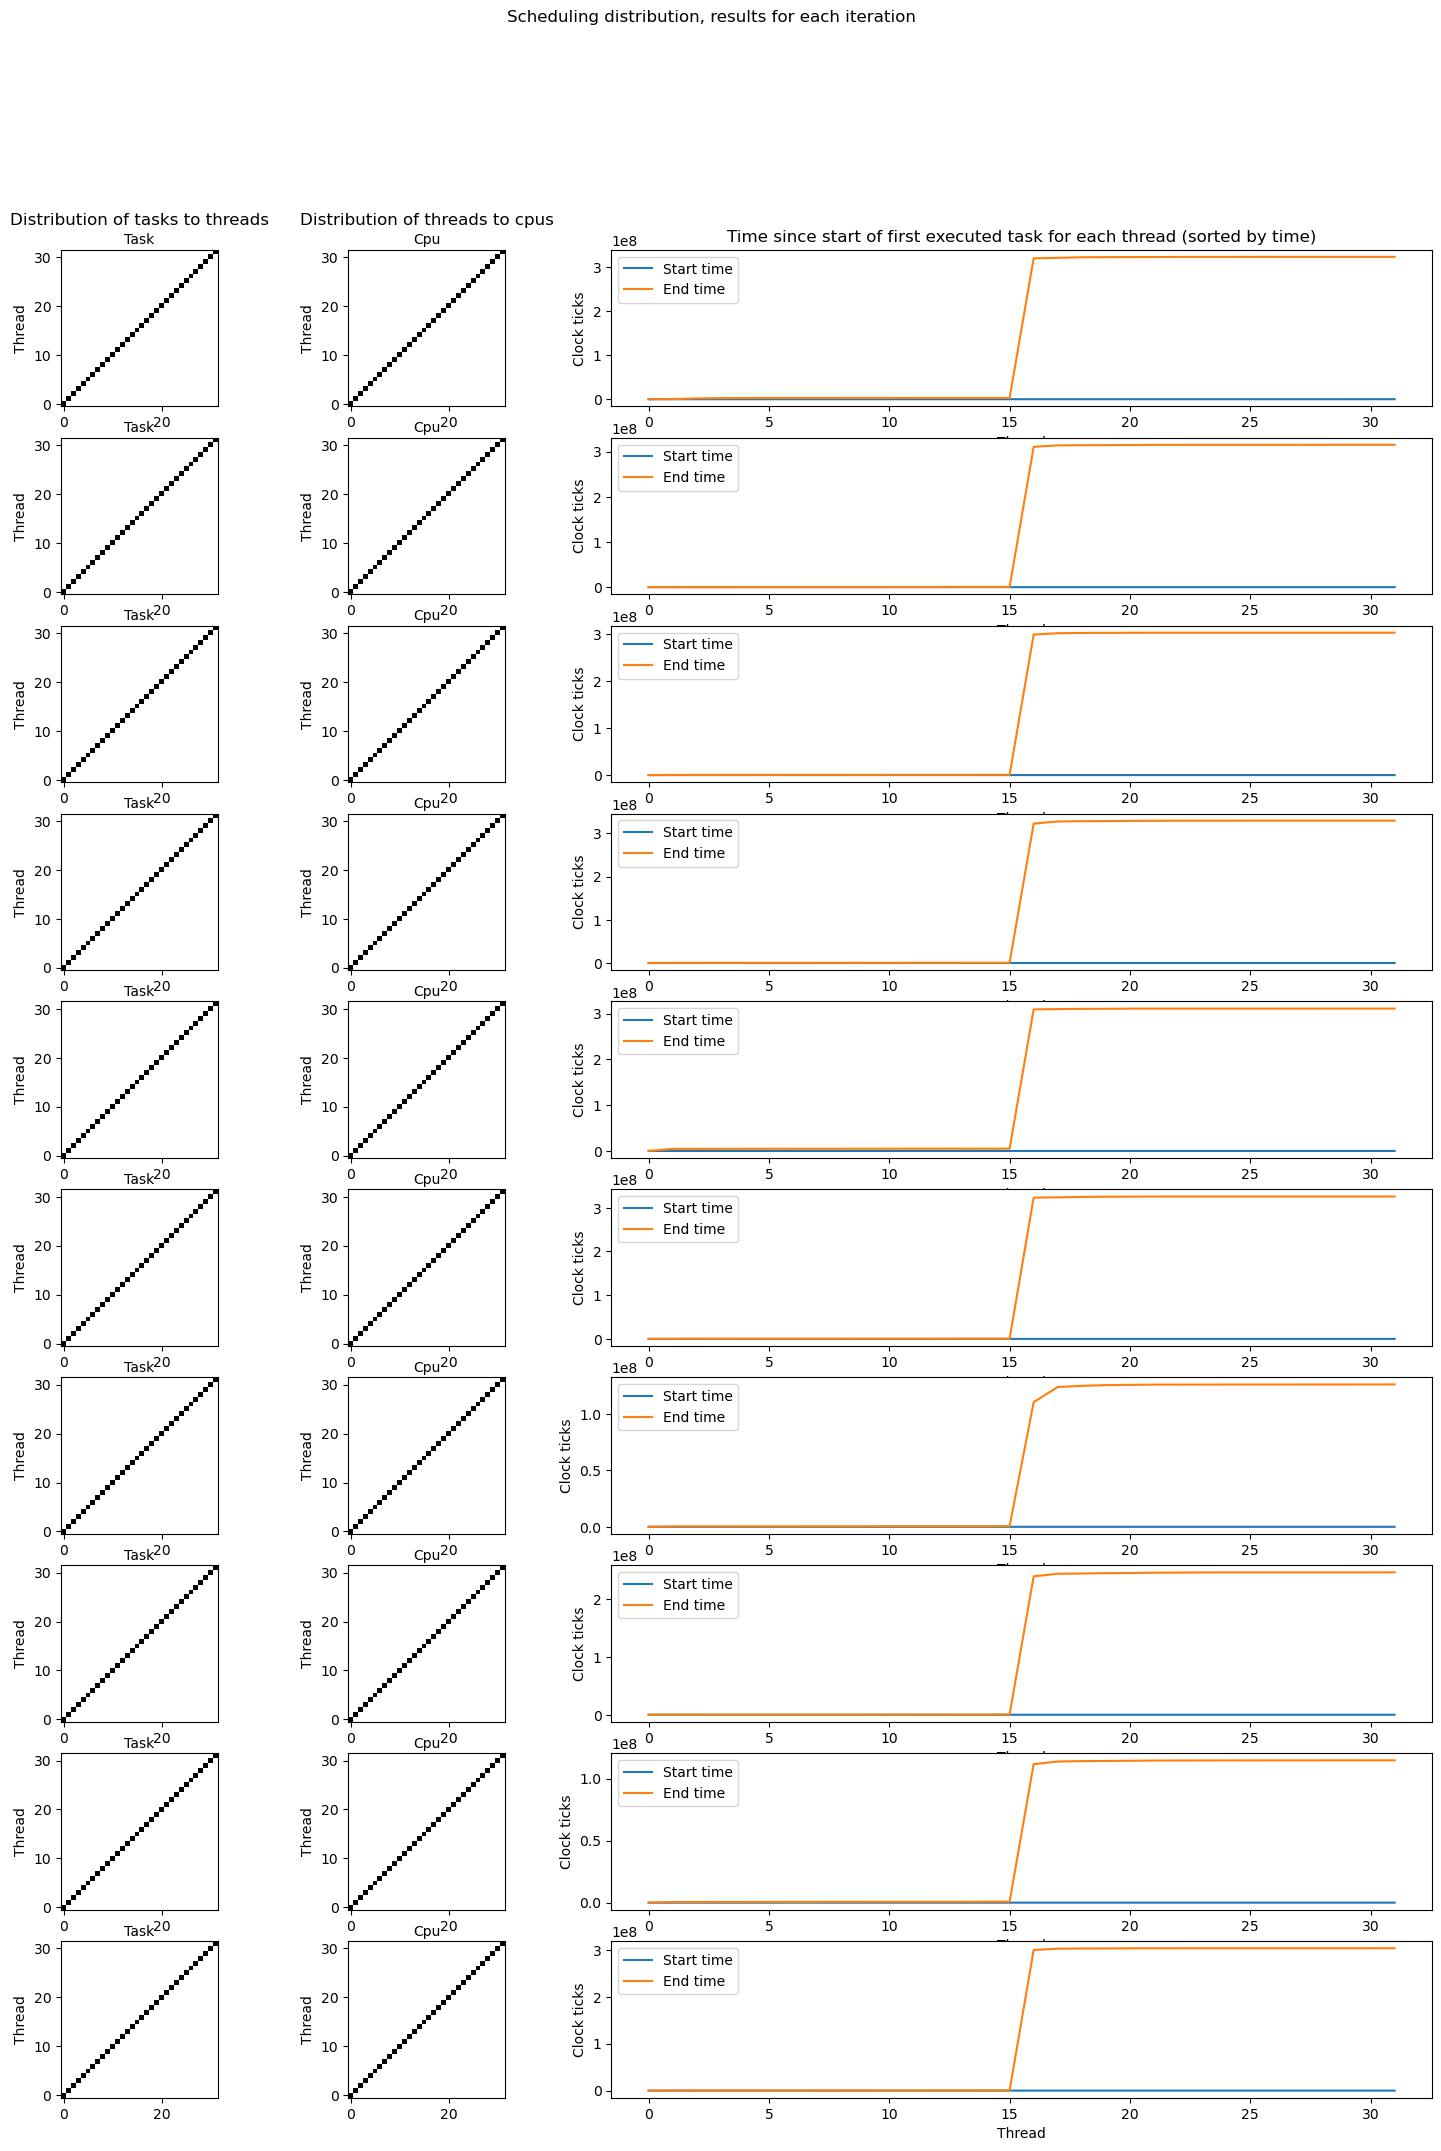 Scheduling distribution, results for each iteration
Distribution of tasks to threads
Distribution of threads to cpus
Time since start of first executed task for each thread (sorted by time)
Task
Thread
30
20
10
0
0 20
Cpu
Thread
30
20
10
0
0 20
1e8
Clock ticks
3
2
1
0
Start time
End time
0 5 10 15 20 25 30
Task
Thread
30
20
10
0
0 20
Cpu
Thread
30
20
10
0
0 20
1e8
Clock ticks
3
2
1
0
Start time
End time
0 5 10 15 20 25 30
Task
Thread
30
20
10
0
0 20
Cpu
Thread
30
20
10
0
0 20
1e8
Clock ticks
3
2
1
0
Start time
End time
0 5 10 15 20 25 30
Task
Thread
30
20
10
0
0 20
Cpu
Thread
30
20
10
0
0 20
1e8
Clock ticks
3
2
1
0
Start time
End time
0 5 10 15 20 25 30
Task
Thread
30
20
10
0
0 20
Cpu
Thread
30
20
10
0
0 20
1e8
Clock ticks
3
2
1
0
Start time
End time
0 5 10 15 20 25 30
Task
Thread
30
20
10
0
0 20
Cpu
Thread
30
20
10
0
0 20
1e8
Clock ticks
3
2
1
0
Start time
End time
0 5 10 15 20 25 30
Task
Thread
30
20
10
0
0 20
Cpu
Thread
30
20
10
0
0 20
1e8
Clock ticks
1.0
0.5
0.0
Start time
End time
0 5 10 15 20 25 30
Task
Thread
30
20
10
0
0 20
Cpu
Thread
30
20
10
0
0 20
1e8
Clock ticks
2
1
0
Start time
End time
0 5 10 15 20 25 30
Task
Thread
30
20
10
0
0 20
Cpu
Thread
30
20
10
0
0 20
1e8
Clock ticks
1.0
0.5
0.0
Start time
End time
0 5 10 15 20 25 30
Task
Thread
30
20
10
0
0 20
Cpu
Thread
30
20
10
0
0 20
1e8
Clock ticks
3
2
1
0
Start time
End time
0 5 10 15 20 25 30
Thread